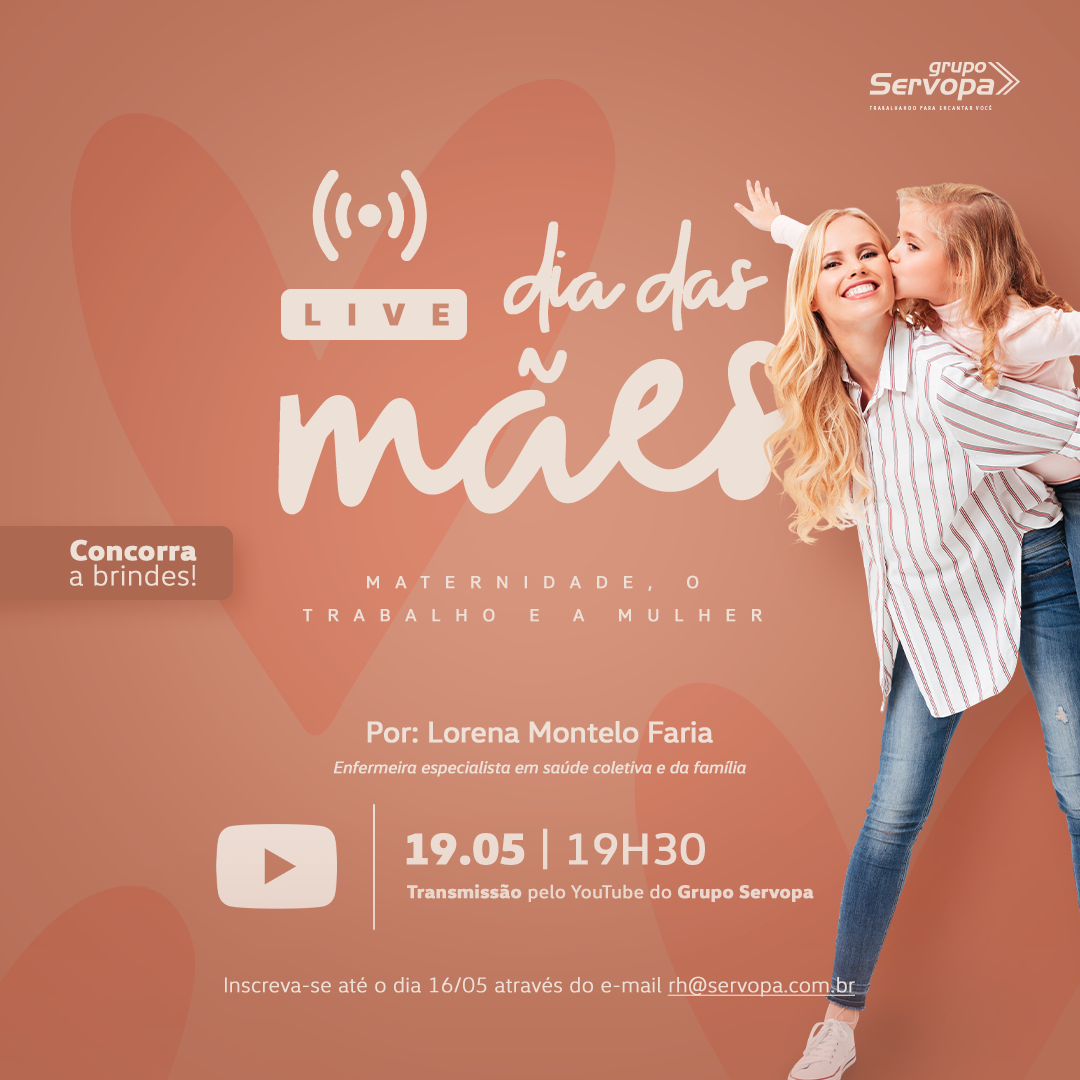 grupo
Servopa
TRABALHANDO PARA ENCANTAR VOCÊ
LIVE
dia das
mães
Concorra
a brindes!
MATERNIDADE, O
TRABALHO E A MULHER
Por: Lorena Montelo Faria
Enfermeira especialista em saúde coletiva e da família
19.05 | 19H30
Transmissão pelo YouTube do Grupo Servopa
Inscreva-se até o dia 16/05 através do e-mail rh@servopa.com.br